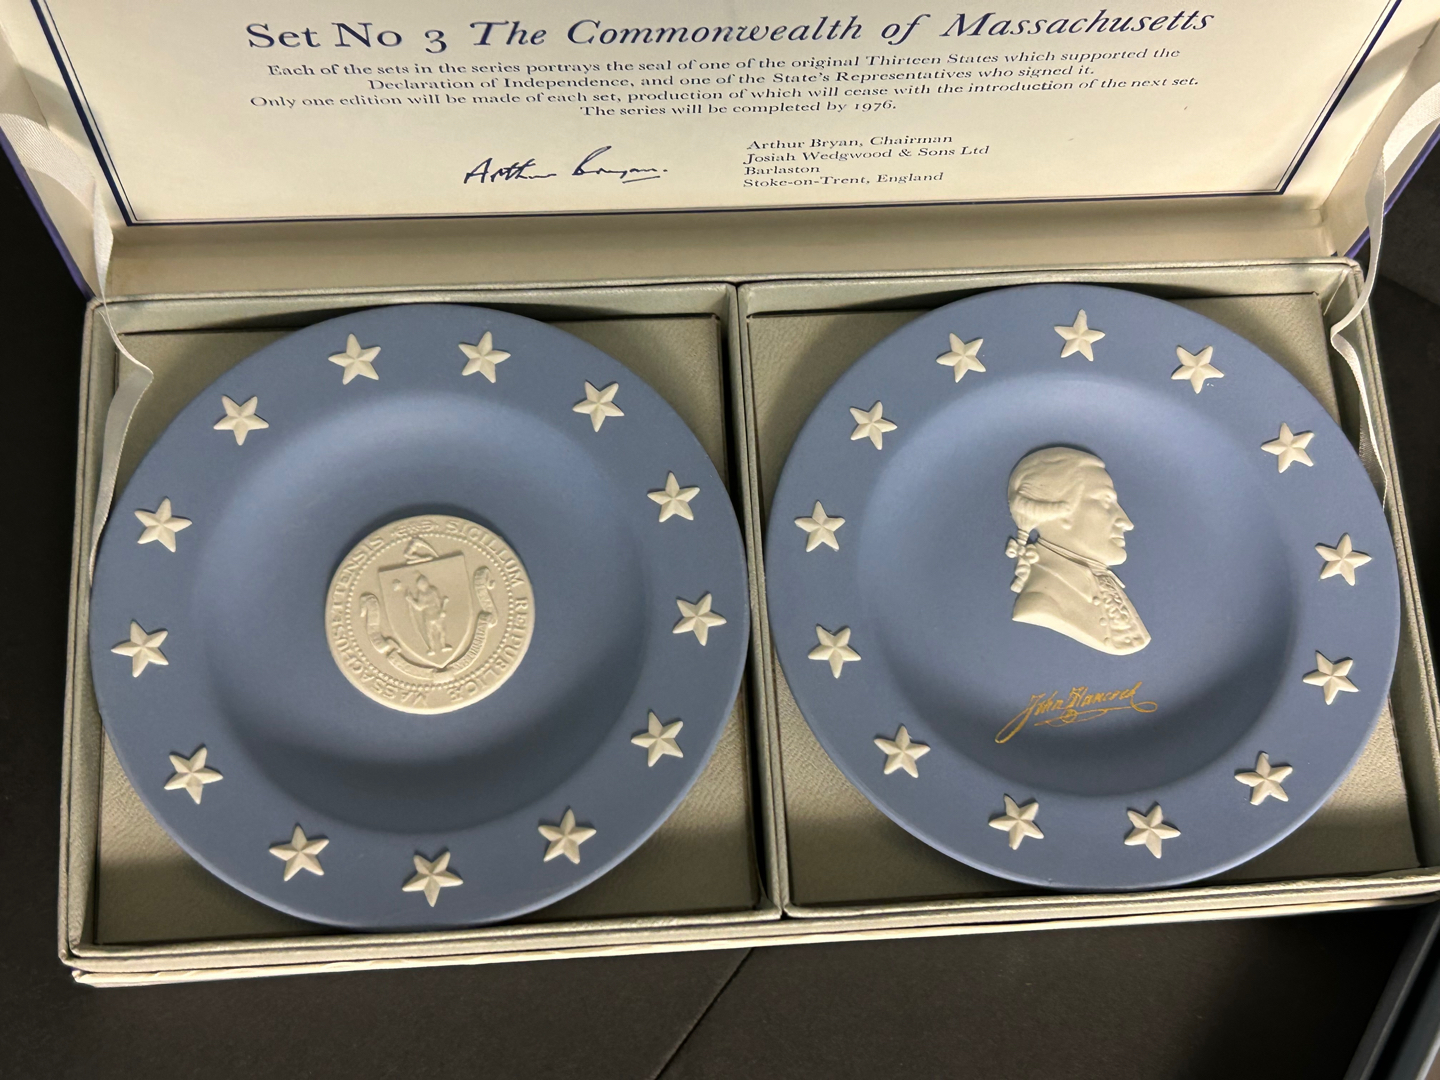 Set No 3 The Commonwealth of Massachusetts
Each of the sets in the series portrays the seal of one of the original Thirteen States which supported the
Declaration of Independence, and one of the State's Representatives who signed it.
Only one edition will be made of each set, production of which will cease with the introduction of the next set.
The series will be completed by 1976.
Arthur Bryan.
Arthur Bryan, Chairman
Josiah Wedgwood & Sons Ltd
Barlaston
Stoke-on-Trent, England
SIGILLUM REIPUBLICÆ MASSACHUSETTENSIS
John Hancock